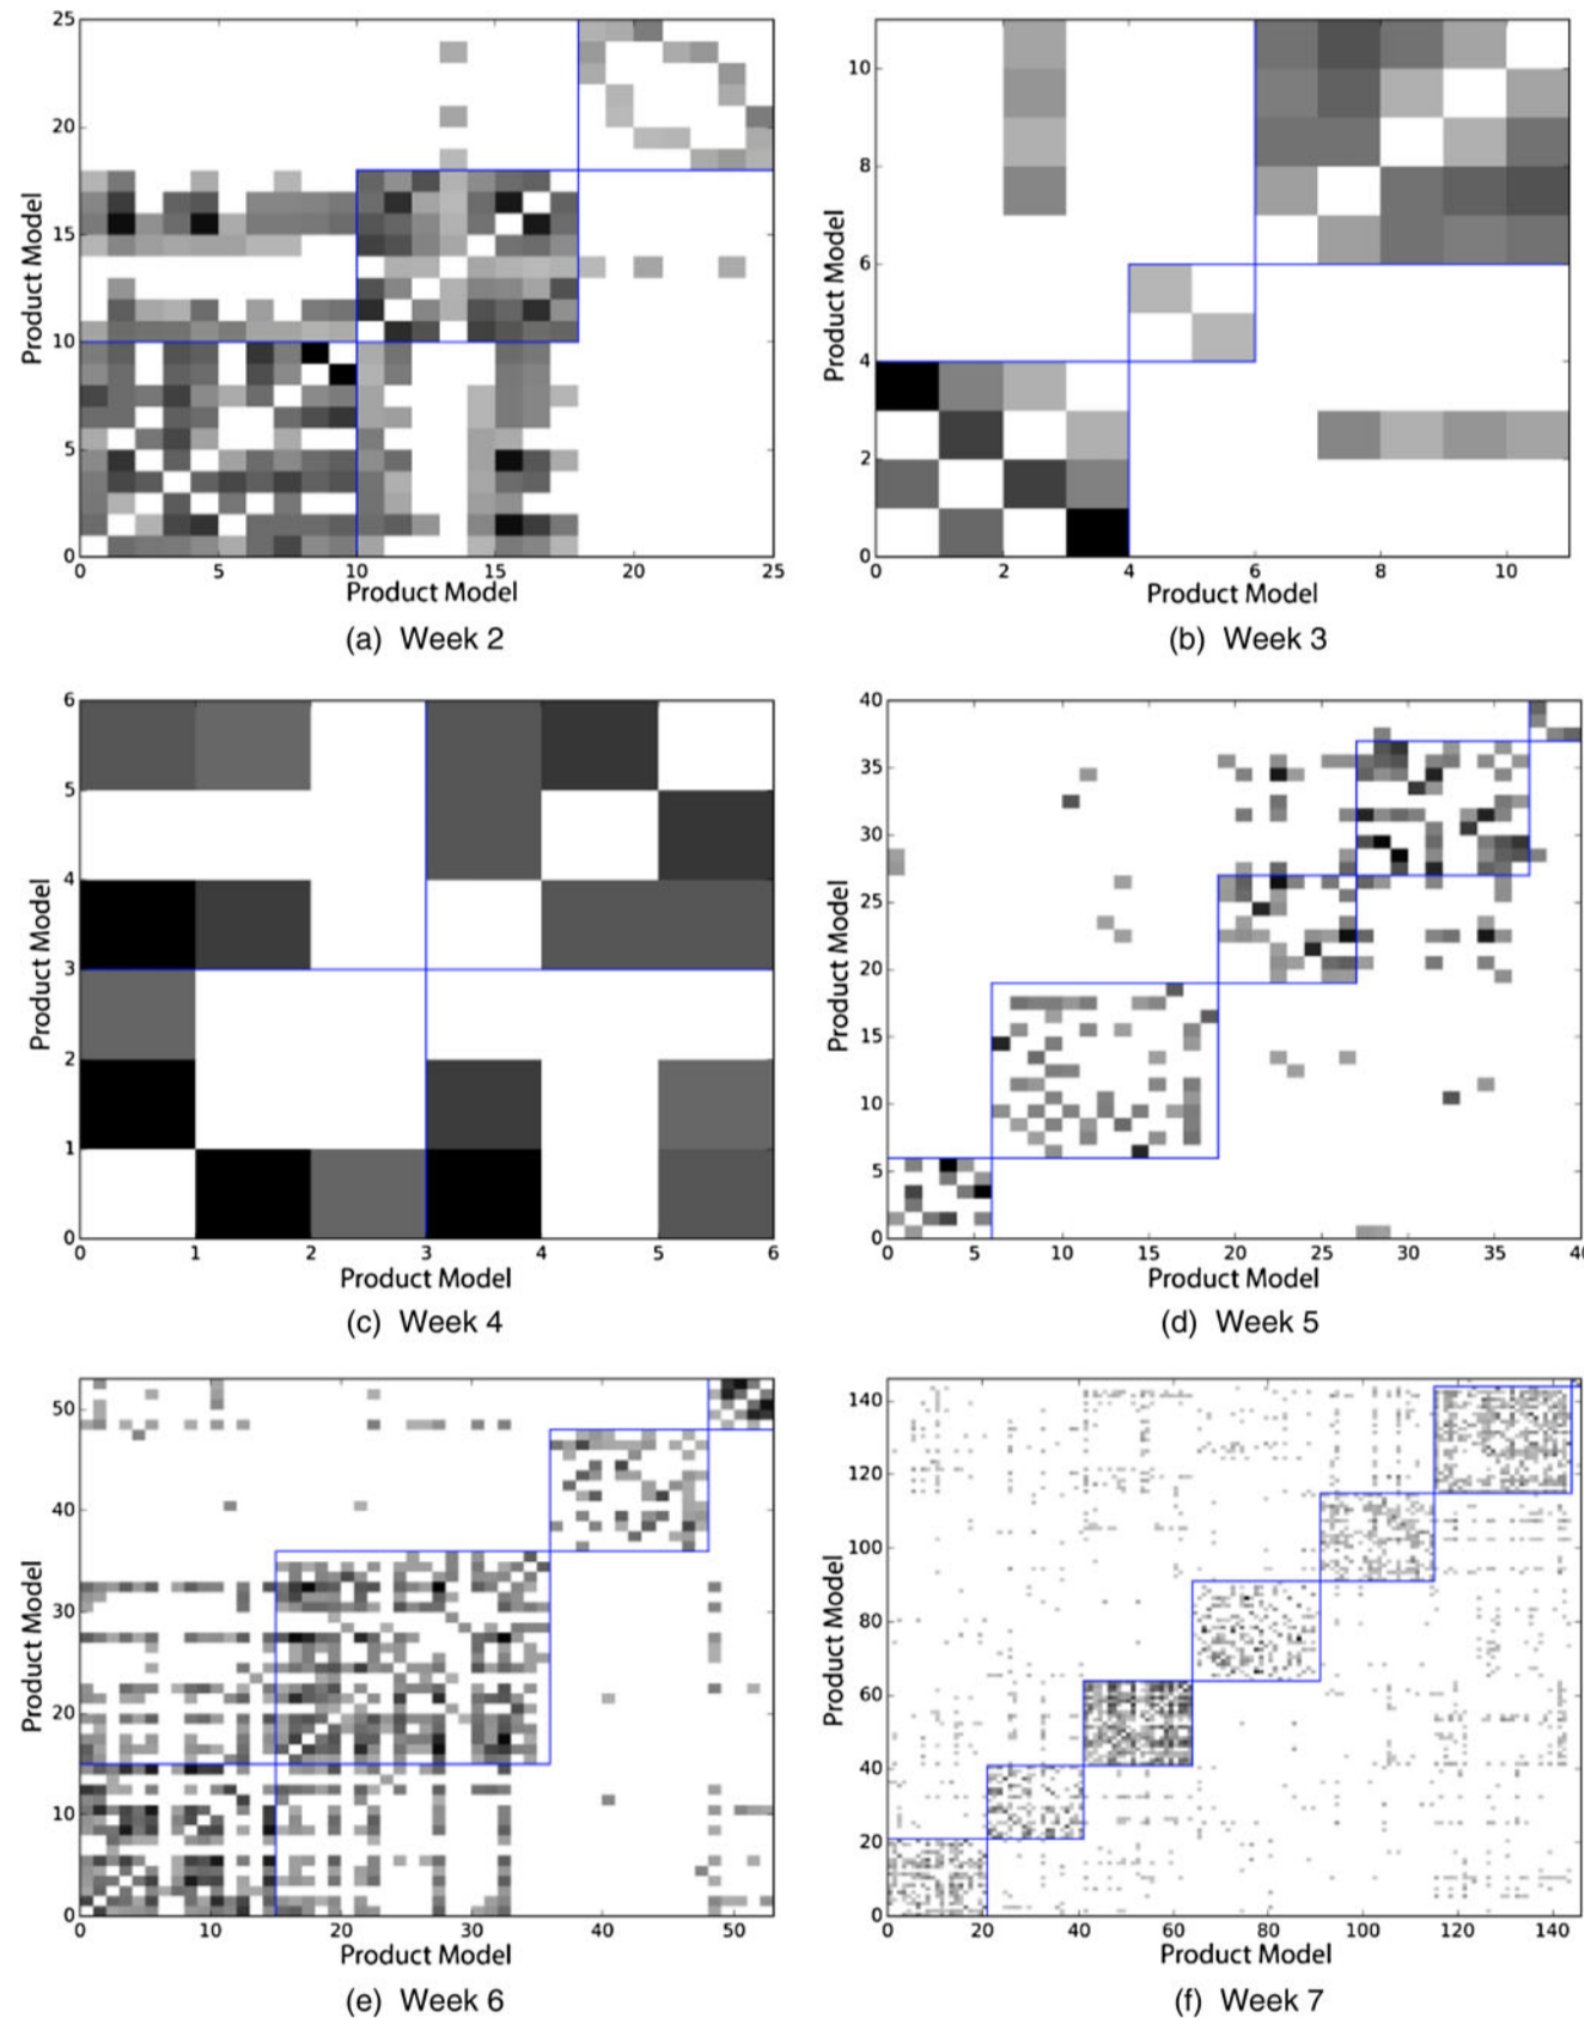 25
20
15
10
5
0
0 5 10 15 20 25
Product Model
Product Model
(a) Week 2
10
8
6
4
2
0
0 2 4 6 8 10
Product Model
Product Model
(b) Week 3
6
5
4
3
2
1
0
0 1 2 3 4 5 6
Product Model
Product Model
(c) Week 4
40
35
30
25
20
15
10
5
0
0 5 10 15 20 25 30 35 40
Product Model
Product Model
(d) Week 5
50
40
30
20
10
0
0 10 20 30 40 50
Product Model
Product Model
(e) Week 6
140
120
100
80
60
40
20
0
0 20 40 60 80 100 120 140
Product Model
Product Model
(f) Week 7